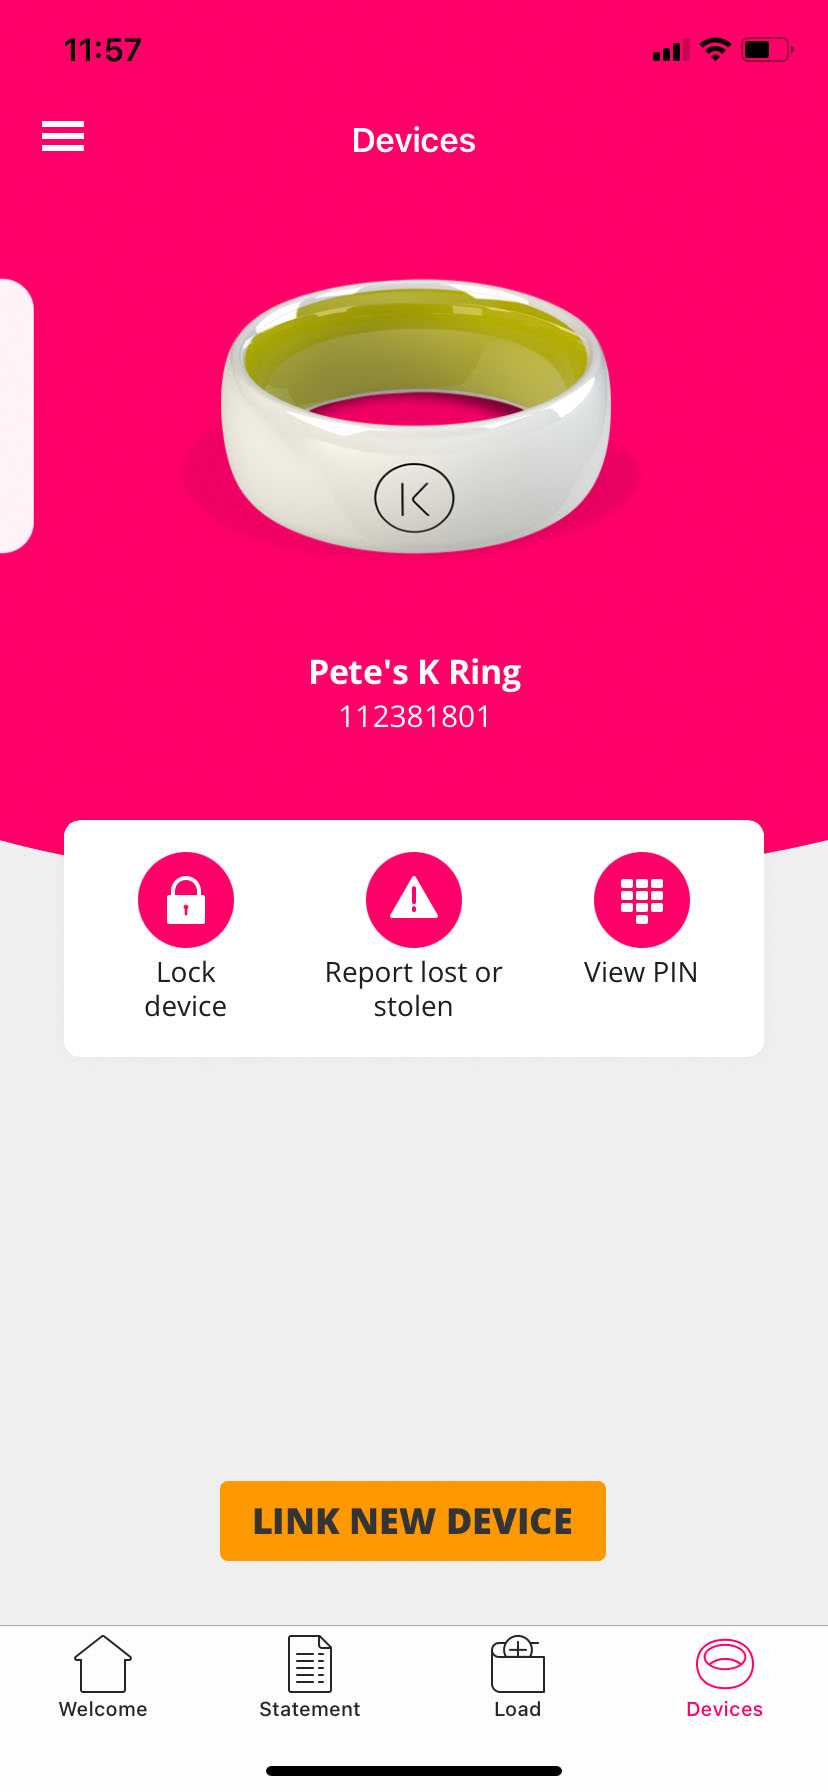 11:57
Devices
K
Pete's K Ring
112381801
Lock
device
Report lost or
stolen
View PIN
LINK NEW DEVICE
Welcome
Statement
Load
Devices